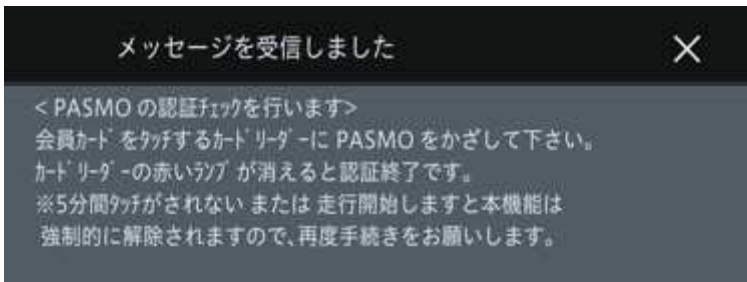 メッセージを受信しました
< PASMO の認証ﾁｪｯｸを行います>
会員ｶｰﾄﾞをﾀｯﾁするｶｰﾄﾞﾘｰﾀﾞｰに PASMO をかざして下さい。
ｶｰﾄﾞﾘｰﾀﾞｰの赤いﾗﾝﾌﾟが消えると認証終了です。
※5分間ﾀｯﾁがされない または 走行開始しますと本機能は
強制的に解除されますので、再度手続きをお願いします。